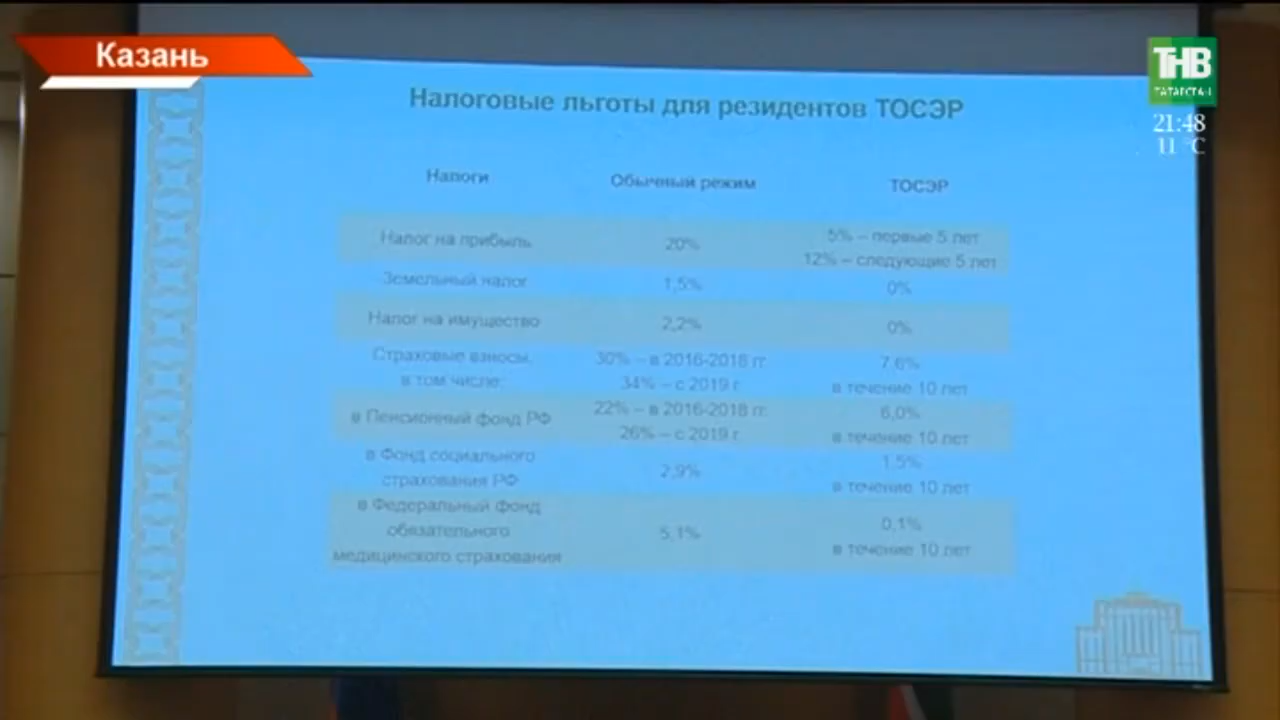 Казань
ТНВ
ТАТАРСТАН
21:48
11 °C
Налоговые льготы для резидентов ТОСЭР
Налоги Обычный режим ТОСЭР
Налог на прибыль 20% 5% – первые 5 лет
12% – следующие 5 лет
Земельный налог 1,5% 0%
Налог на имущество 2,2% 0%
Страховые взносы, 30% – в 2016-2018 гг. 7,6%
в том числе: 34% – с 2019 г. в течение 10 лет
в Пенсионный фонд РФ 22% – в 2016-2018 гг. 6,0%
26% – с 2019 г. в течение 10 лет
в Фонд социального 2,9% 1,5%
страхования РФ в течение 10 лет
в Федеральный фонд 0,1%
обязательного 5,1% в течение 10 лет
медицинского страхования